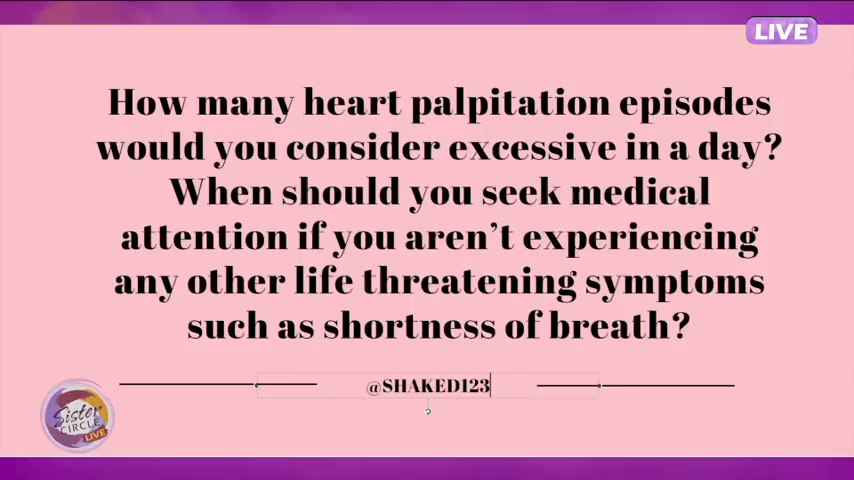 LIVE
How many heart palpitation episodes
would you consider excessive in a day?
When should you seek medical
attention if you aren't experiencing
any other life threatening symptoms
such as shortness of breath?
@SHAKED123
Sister
CIRCLE
LIVE